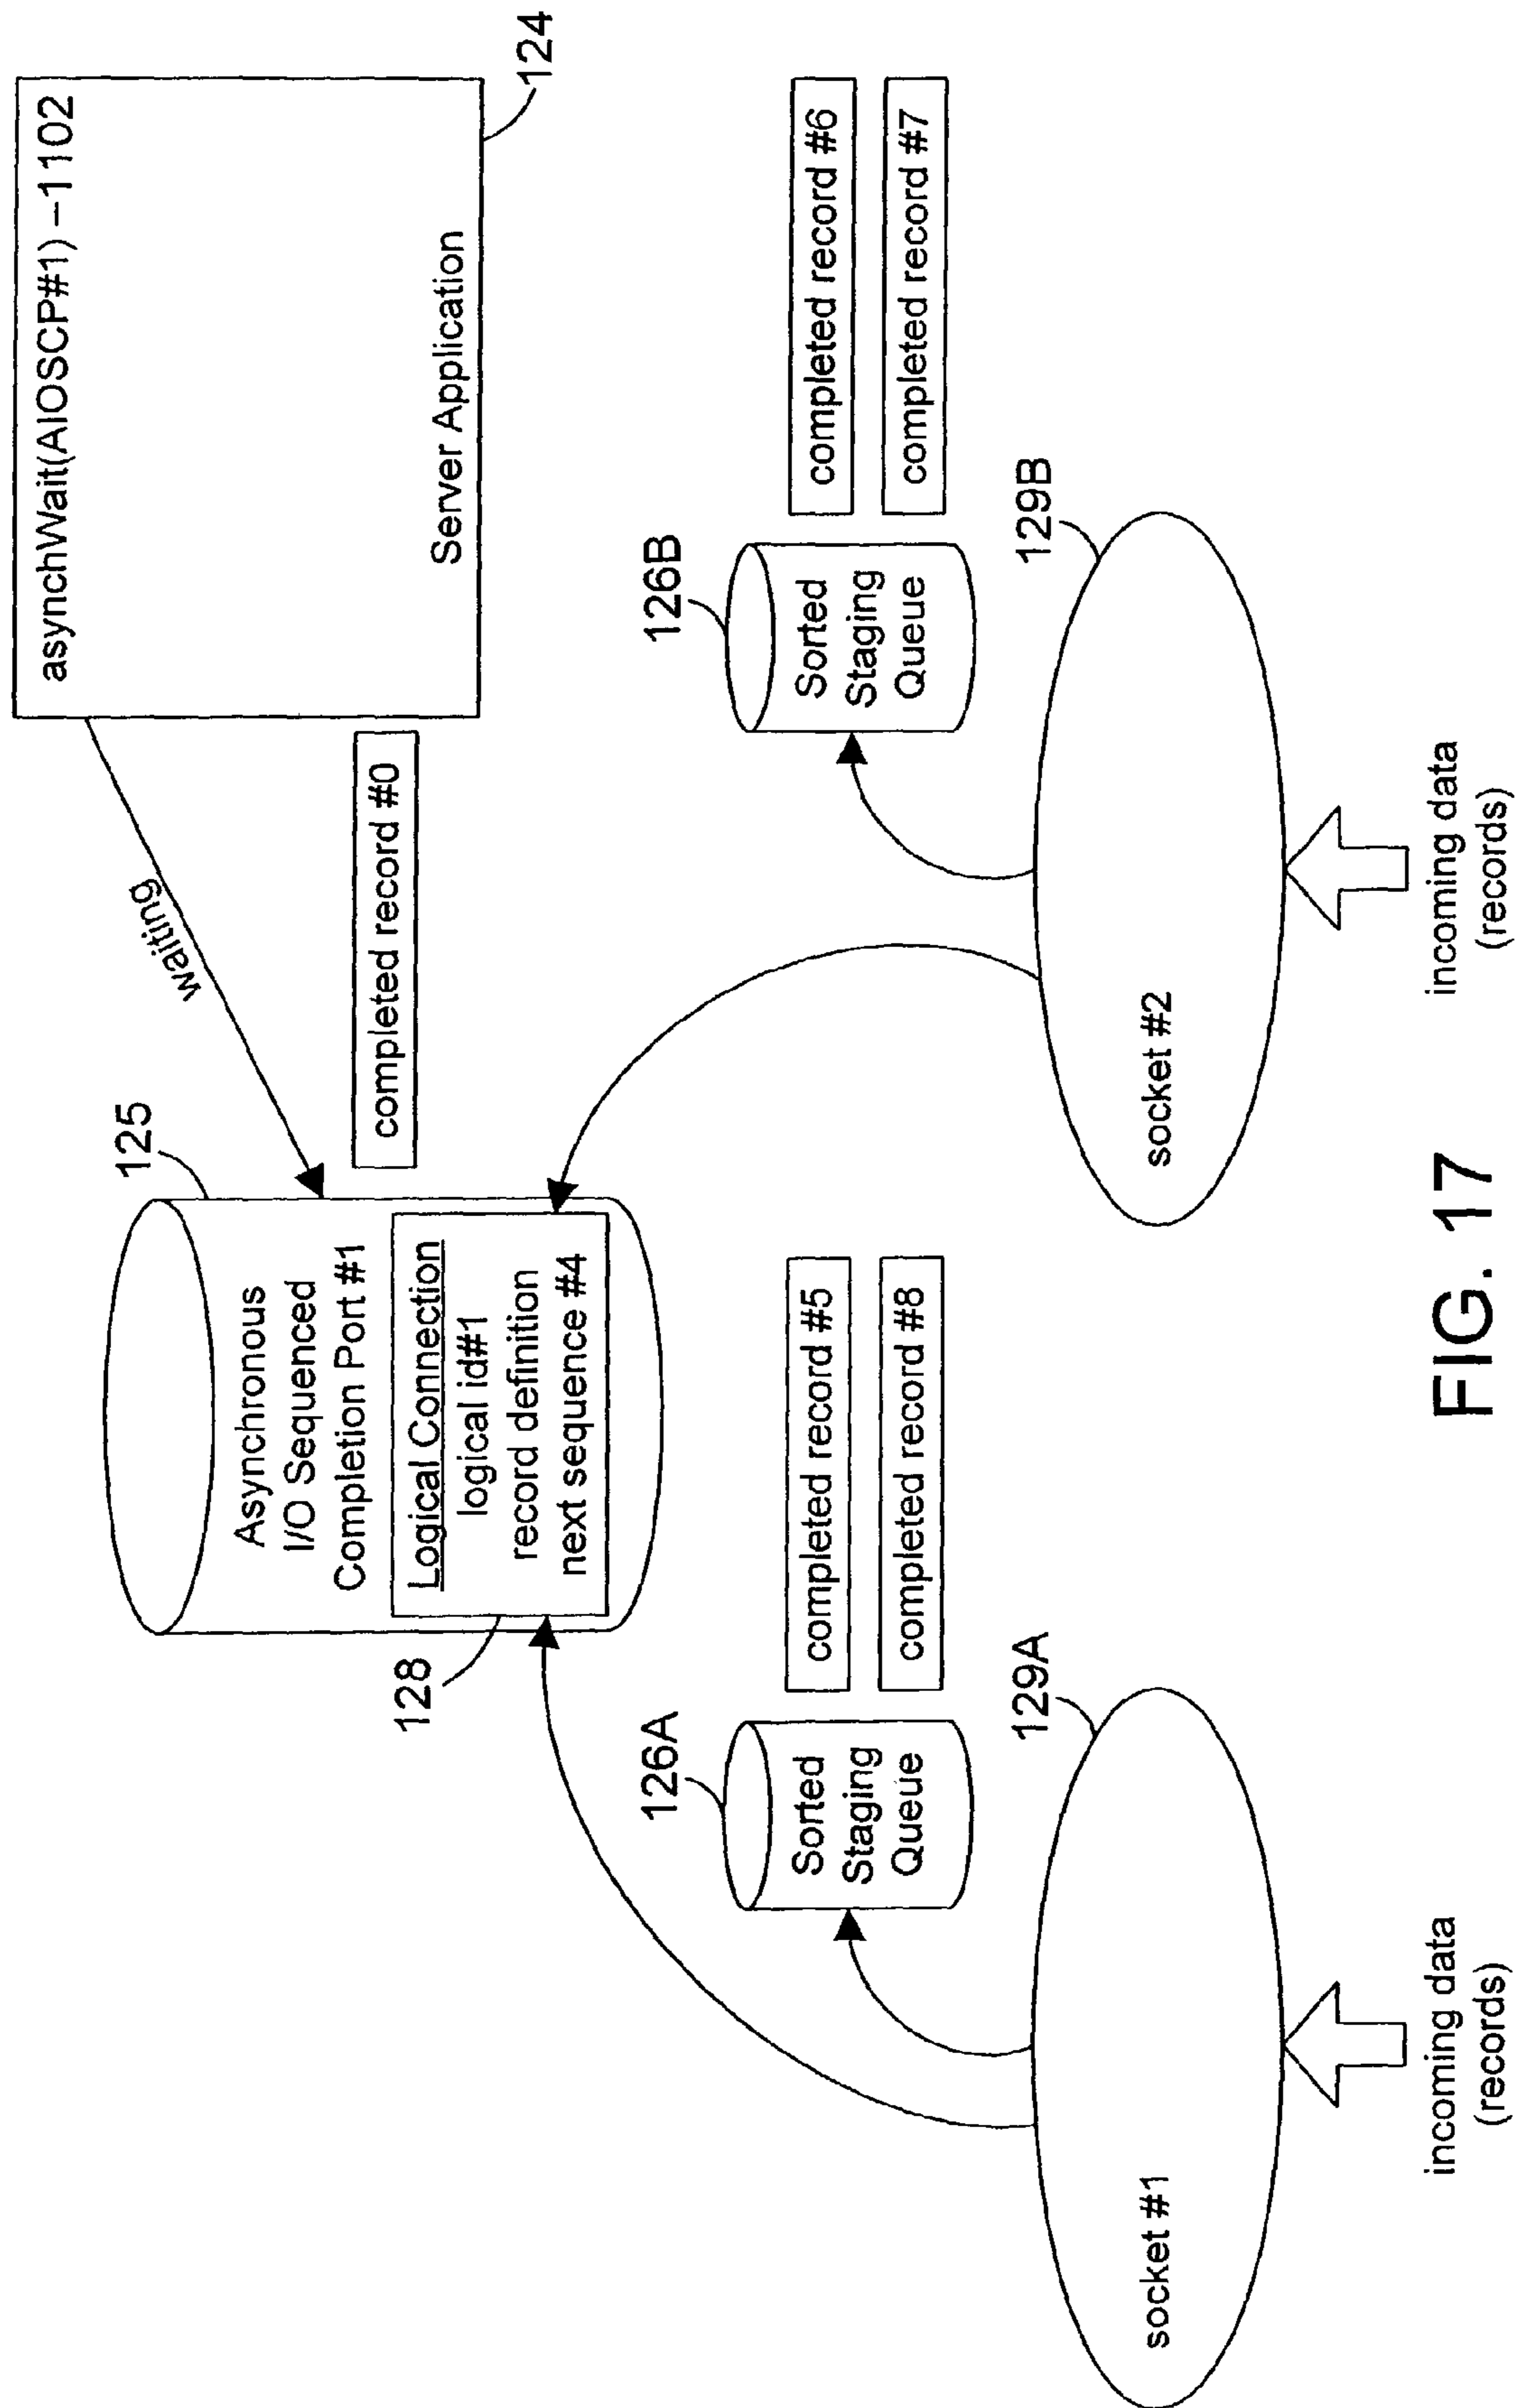 asynchWait(AIOSCP#1) –1102
Server Application
124
waiting
125
Asynchronous
I/O Sequenced
Completion Port #1
Logical Connection
logical id#1
record definition
next sequence #4
128
completed record #0
126A
Sorted
Staging
Queue
completed record #5
completed record #8
126B
Sorted
Staging
Queue
completed record #6
completed record #7
129A
socket #1
incoming data
(records)
129B
socket #2
incoming data
(records)
FIG. 17